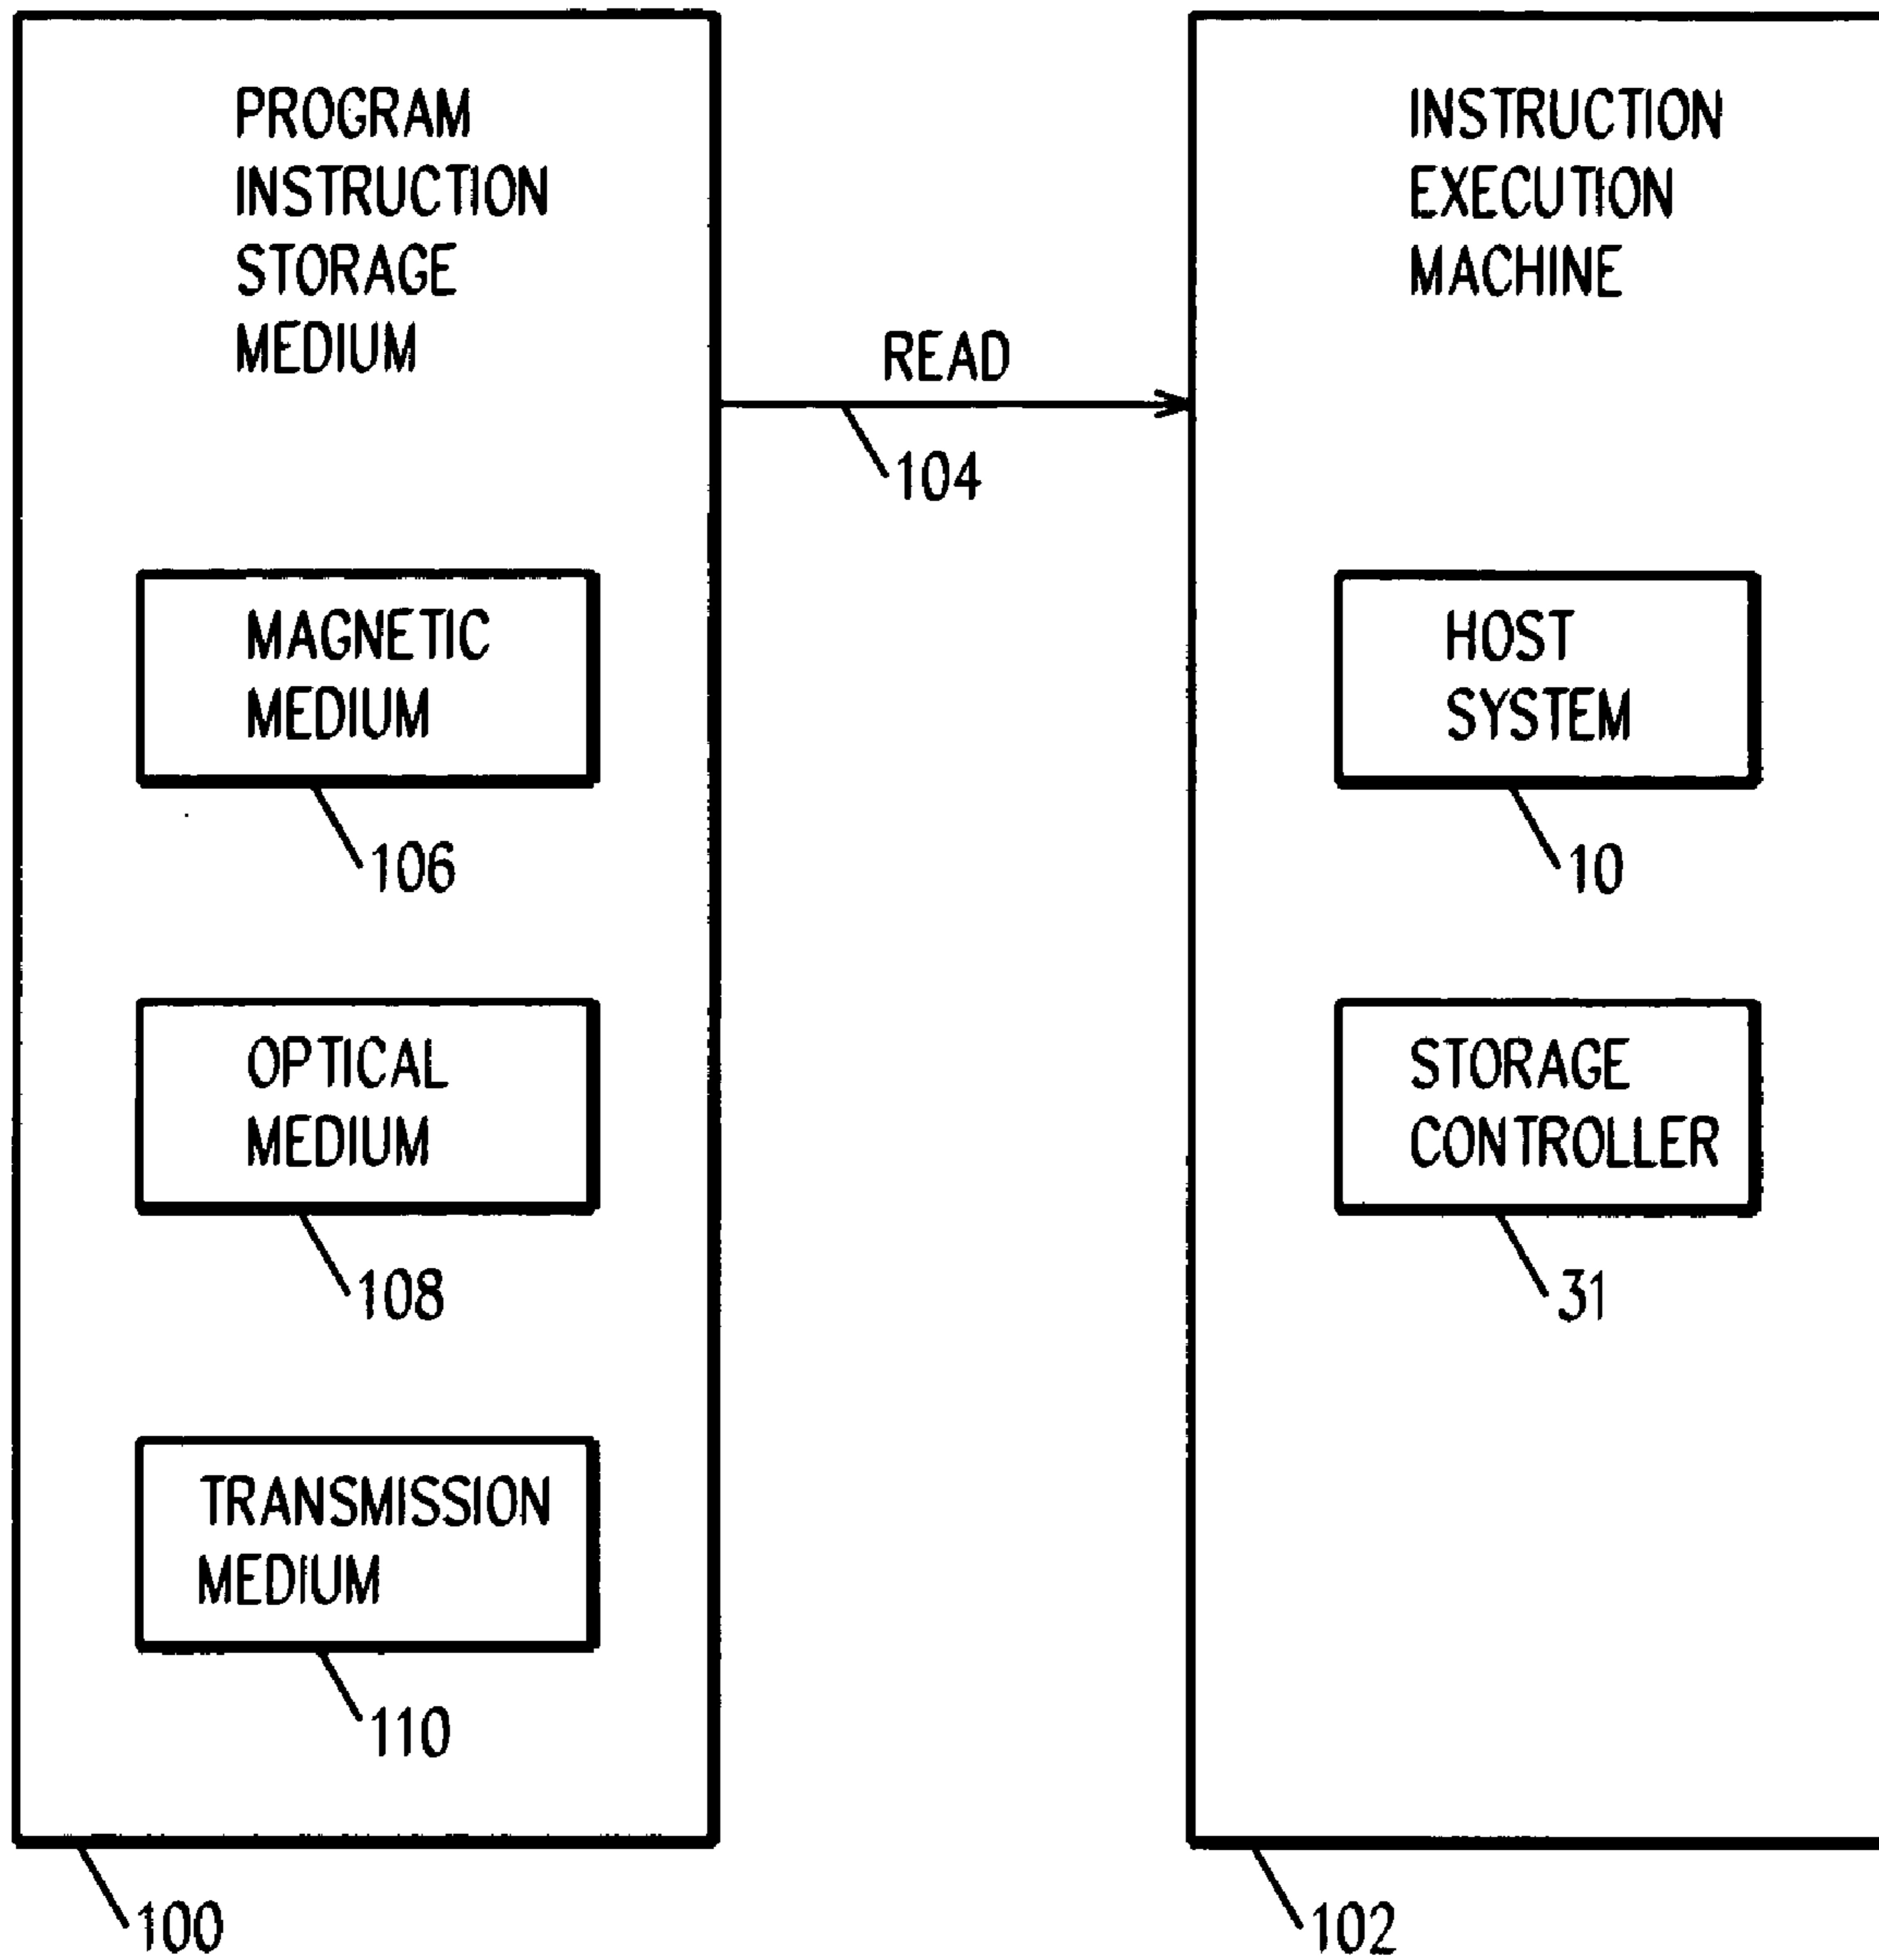 PROGRAM
INSTRUCTION
STORAGE
MEDIUM
MAGNETIC
MEDIUM
106
OPTICAL
MEDIUM
108
TRANSMISSION
MEDIUM
110
100
READ
104
INSTRUCTION
EXECUTION
MACHINE
HOST
SYSTEM
10
STORAGE
CONTROLLER
31
102